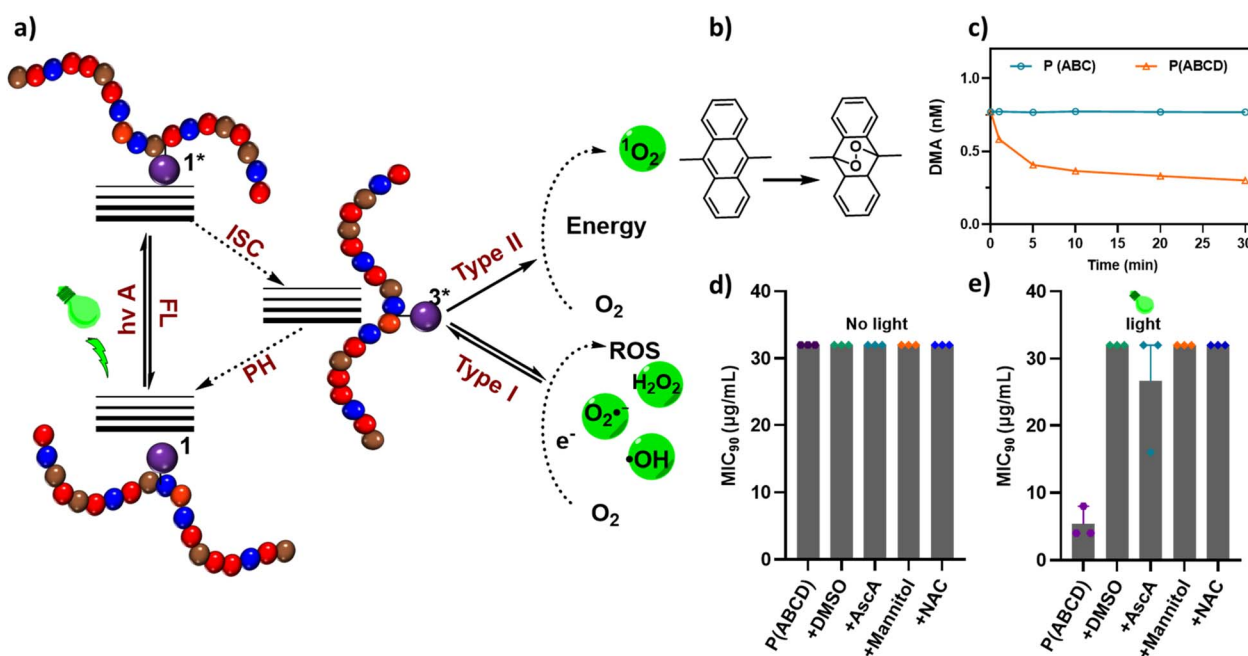 a)
1*
ISC
hv A
FL
PH
1
3*
Type II
Type I
¹O₂
Energy
O₂
ROS
H₂O₂
O₂•⁻
e⁻
•OH
O₂
b)
O
O
c)
P (ABC)
P(ABCD)
DMA (nM)
1.0
0.5
0.0
0
5
10
15
20
25
30
Time (min)
d)
No light
MIC₉₀ (µg/mL)
40
30
20
10
0
P(ABCD)
+DMSO
+AscA
+Mannitol
+NAC
e)
light
MIC₉₀ (µg/mL)
40
30
20
10
0
P(ABCD)
+DMSO
+AscA
+Mannitol
+NAC